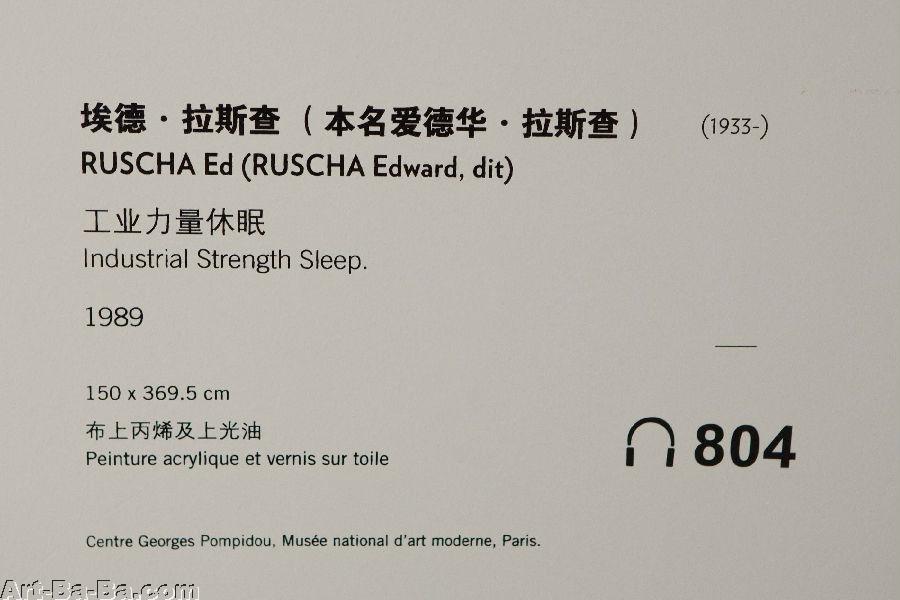 埃德·拉斯查（本名爱德华·拉斯查） (1933-)
RUSCHA Ed (RUSCHA Edward, dit)
工业力量休眠
Industrial Strength Sleep.
1989
150 x 369.5 cm
布上丙烯及上光油
Peinture acrylique et vernis sur toile
804
Centre Georges Pompidou, Musée national d'art moderne, Paris.
Art-Ba-Ba.com